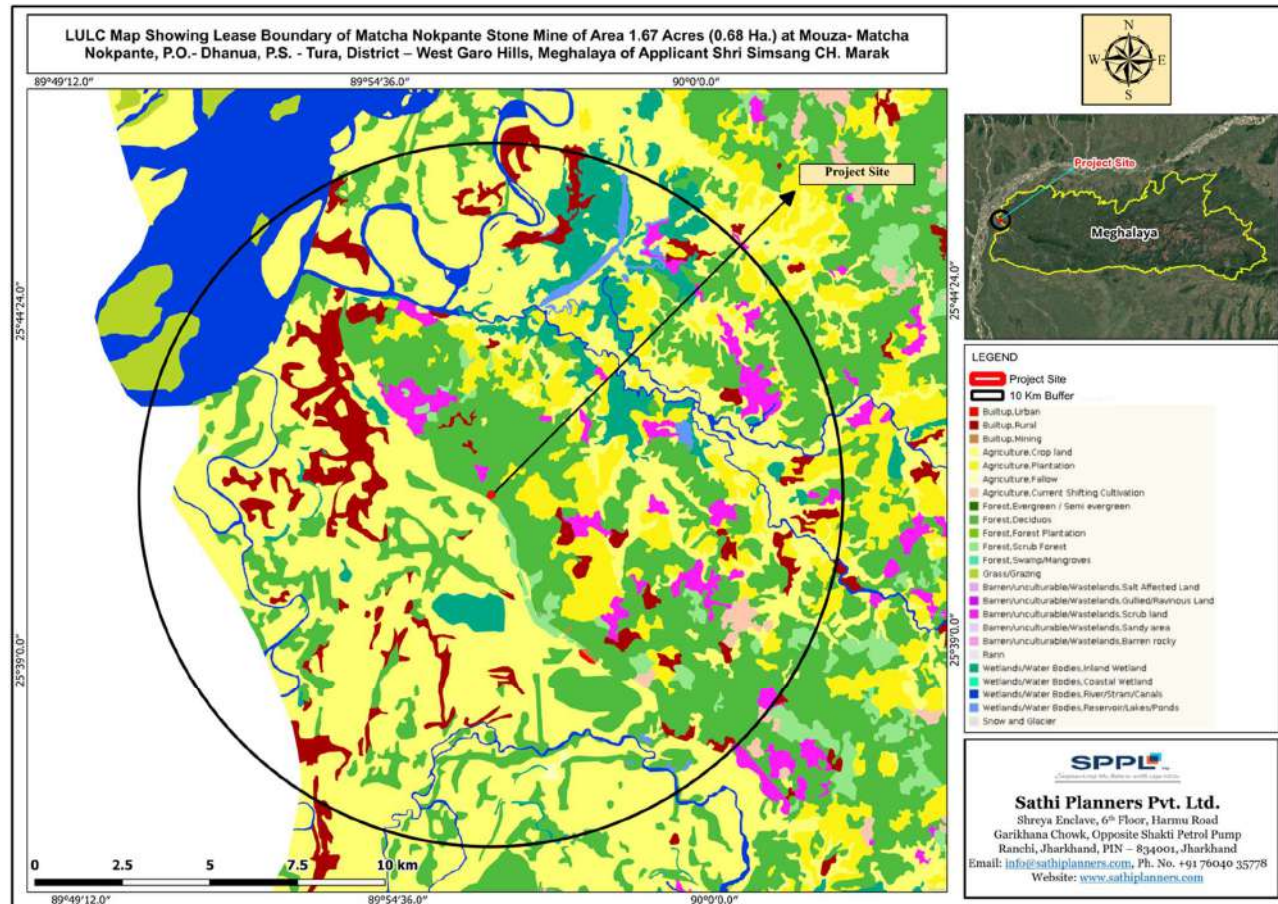 LULC Map Showing Lease Boundary of Matcha Nokpante Stone Mine of Area 1.67 Acres (0.68 Ha.) at Mouza- Matcha
Nokpante, P.O.- Dhanua, P.S. - Tura, District – West Garo Hills, Meghalaya of Applicant Shri Simsang CH. Marak
N
W E
S
89°49'12.0" 89°54'36.0" 90°0'0.0"
Project Site
Project Site
Meghalaya
25°44'24.0" 25°44'24.0"
25°39'0.0" 25°39'0.0"
LEGEND
Project Site
10 Km Buffer
Builtup,Urban
Builtup,Rural
Builtup,Mining
Agriculture,Crop land
Agriculture,Plantation
Agriculture,Fallow
Agriculture,Current Shifting Cultivation
Forest,Evergreen / Semi evergreen
Forest,Deciduos
Forest,Forest Plantation
Forest,Scrub Forest
Forest,Swamp/Mangroves
Grass/Grazing
Barren/unculturable/Wastelands,Salt Affected Land
Barren/unculturable/Wastelands,Gullied/Ravinous Land
Barren/unculturable/Wastelands,Scrub land
Barren/unculturable/Wastelands,Sandy area
Barren/unculturable/Wastelands,Barren rocky
Rann
Wetlands/Water Bodies,Inland Wetland
Wetlands/Water Bodies,Coastal Wetland
Wetlands/Water Bodies,River/Stram/Canals
Wetlands/Water Bodies,Reservoir/Lakes/Ponds
Snow and Glacier
0 2.5 5 7.5 10 km
89°49'12.0" 89°54'36.0" 90°0'0.0"
SPPL
Sathi Planners Pvt. Ltd.
Shreya Enclave, 6th Floor, Harmu Road
Garikhana Chowk, Opposite Shakti Petrol Pump
Ranchi, Jharkhand, PIN – 834001, Jharkhand
Email: info@sathiplanners.com, Ph. No. +91 76040 35778
Website: www.sathiplanners.com